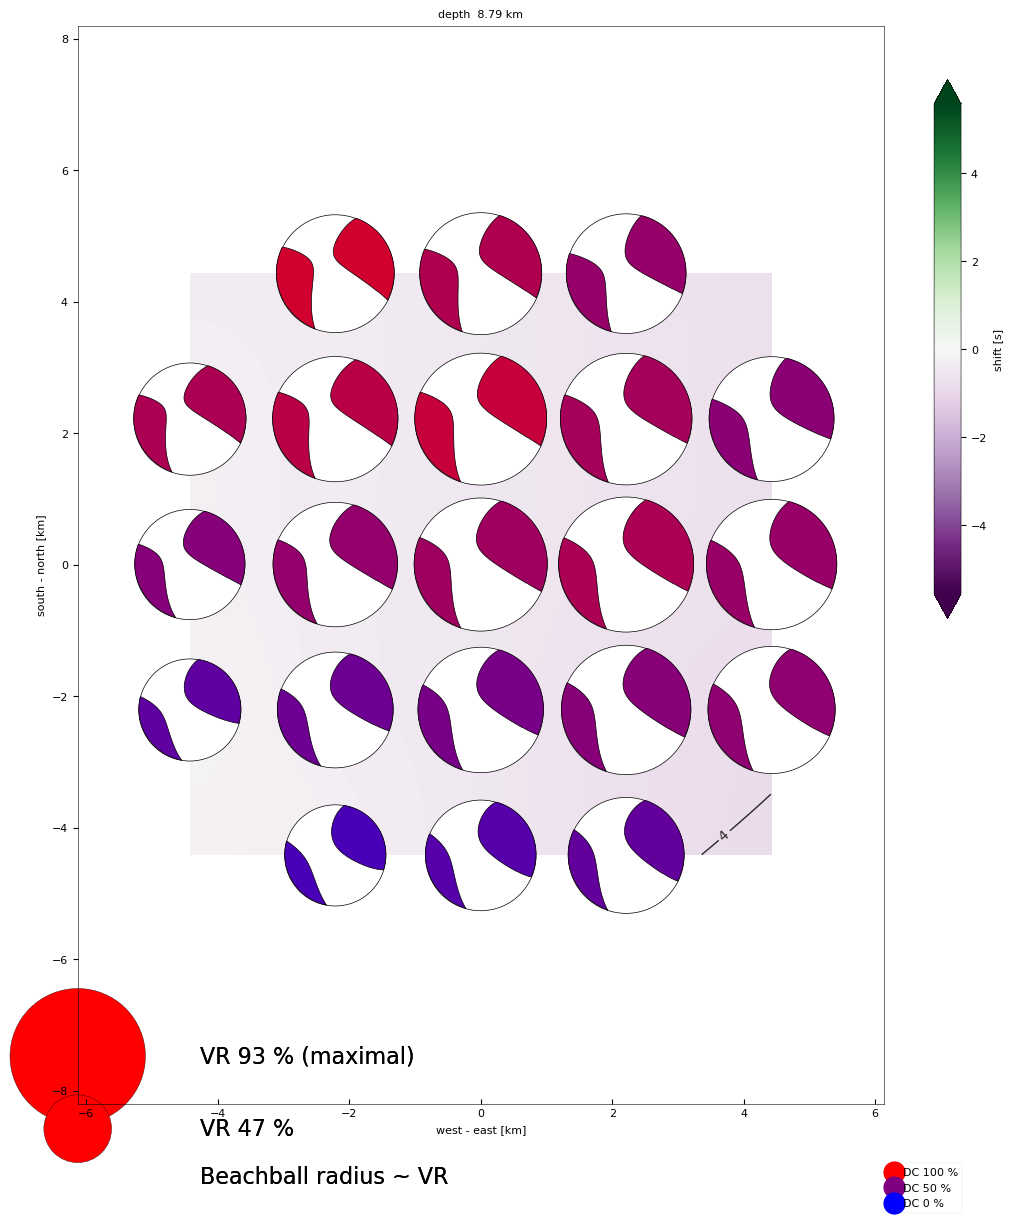 depth  8.79 km
8
6
4
2
0
−2
−4
−6
−8
south - north [km]
−6
−4
−2
0
2
4
6
west - east [km]
4
4
2
0
−2
−4
shift [s]
VR 93 % (maximal)
VR 47 %
Beachball radius ~ VR
DC 100 %
DC 50 %
DC 0 %